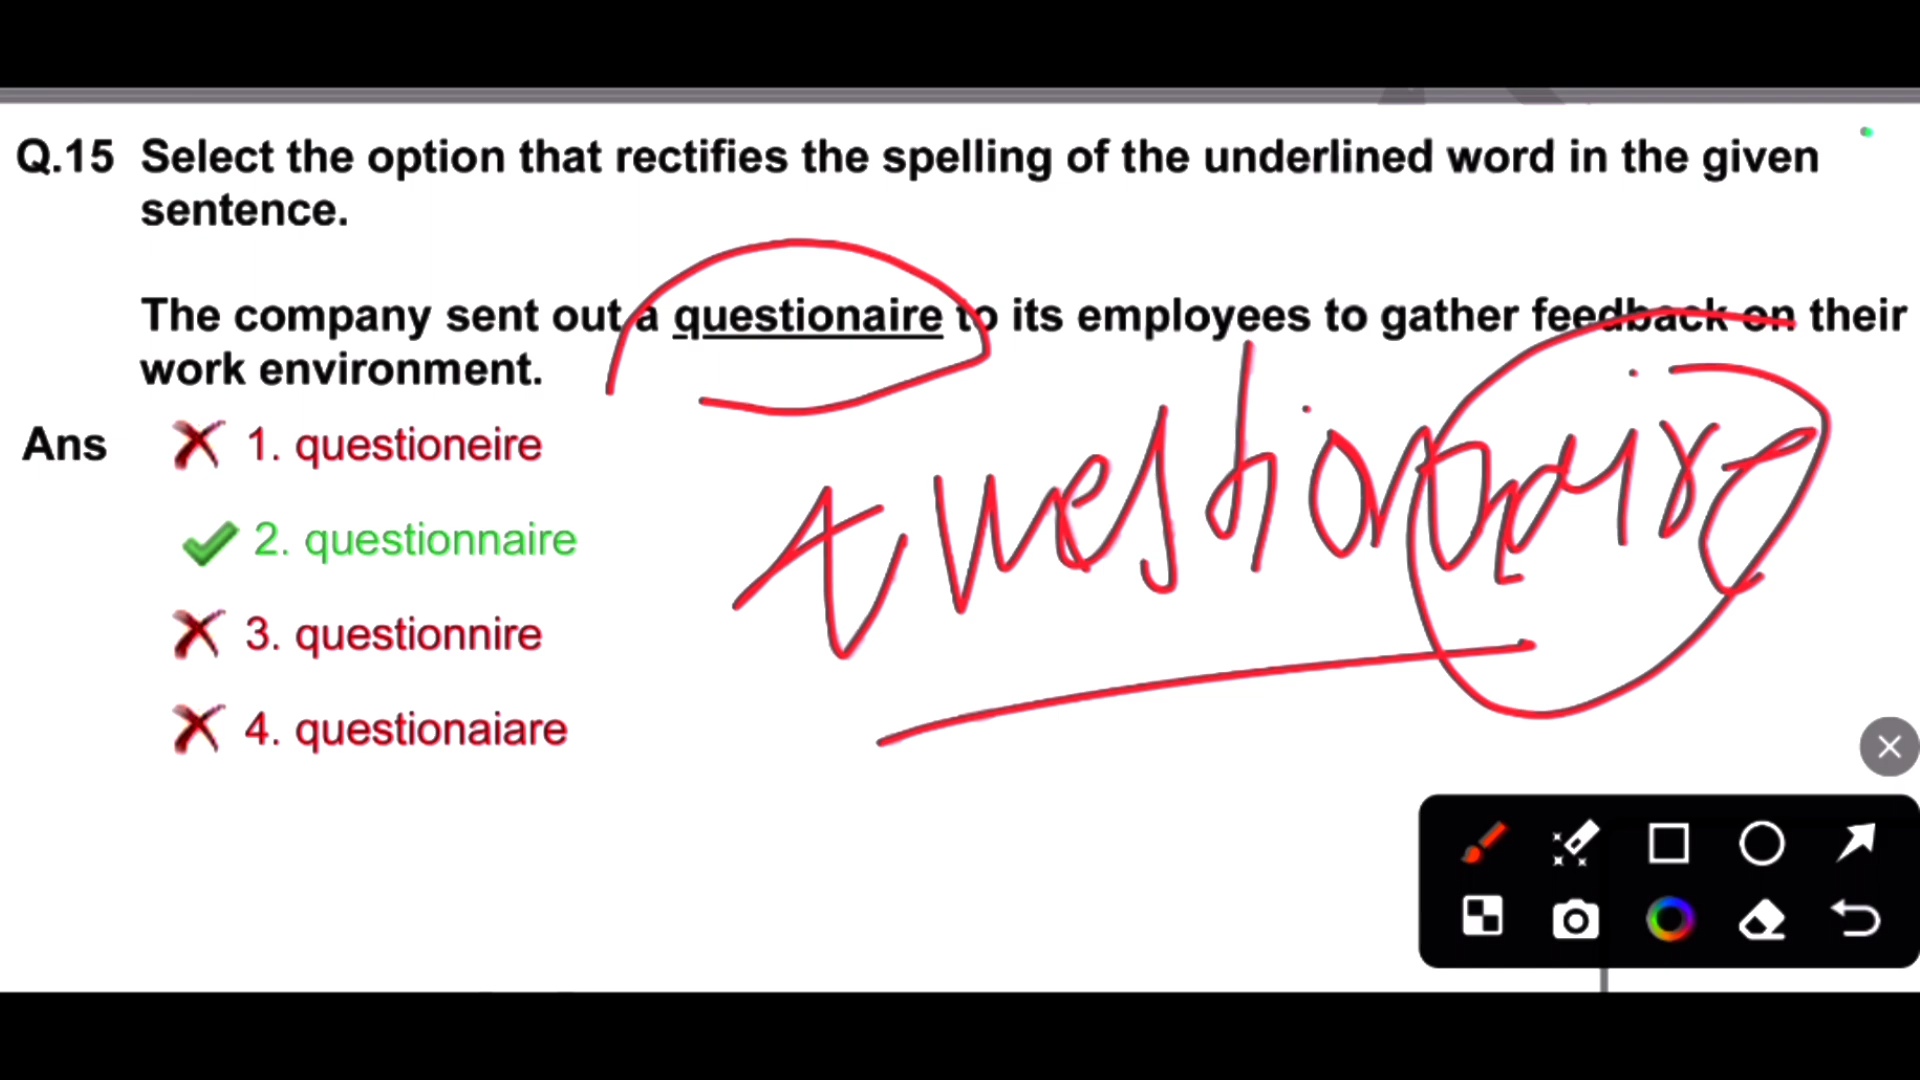 Q.15 Select the option that rectifies the spelling of the underlined word in the given
sentence.
The company sent out a questionaire to its employees to gather feedback on their
work environment.
Ans 1. questioneire
2. questionnaire
3. questionnire
4. questionaiare
questionnaire